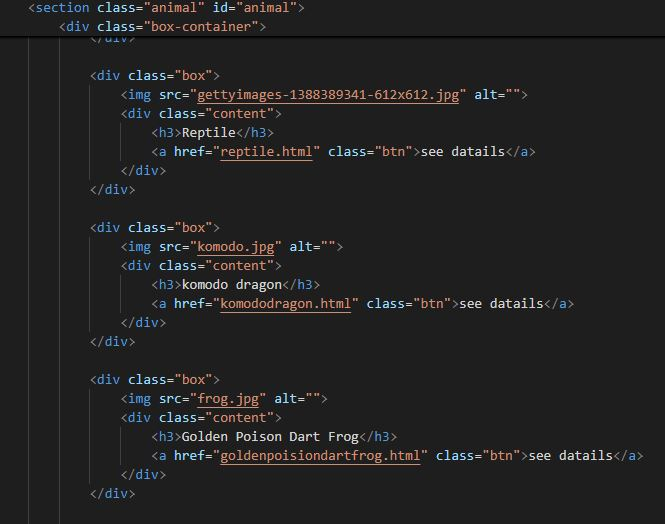 <section class="animal" id="animal">
<div class="box-container">
</div>
<div class="box">
<img src="gettyimages-1388389341-612x612.jpg" alt="">
<div class="content">
<h3>Reptile</h3>
<a href="reptile.html" class="btn">see datails</a>
</div>
</div>
<div class="box">
<img src="komodo.jpg" alt="">
<div class="content">
<h3>komodo dragon</h3>
<a href="komododragon.html" class="btn">see datails</a>
</div>
</div>
<div class="box">
<img src="frog.jpg" alt="">
<div class="content">
<h3>Golden Poison Dart Frog</h3>
<a href="goldenpoisiondartfrog.html" class="btn">see datails</a>
</div>
</div>